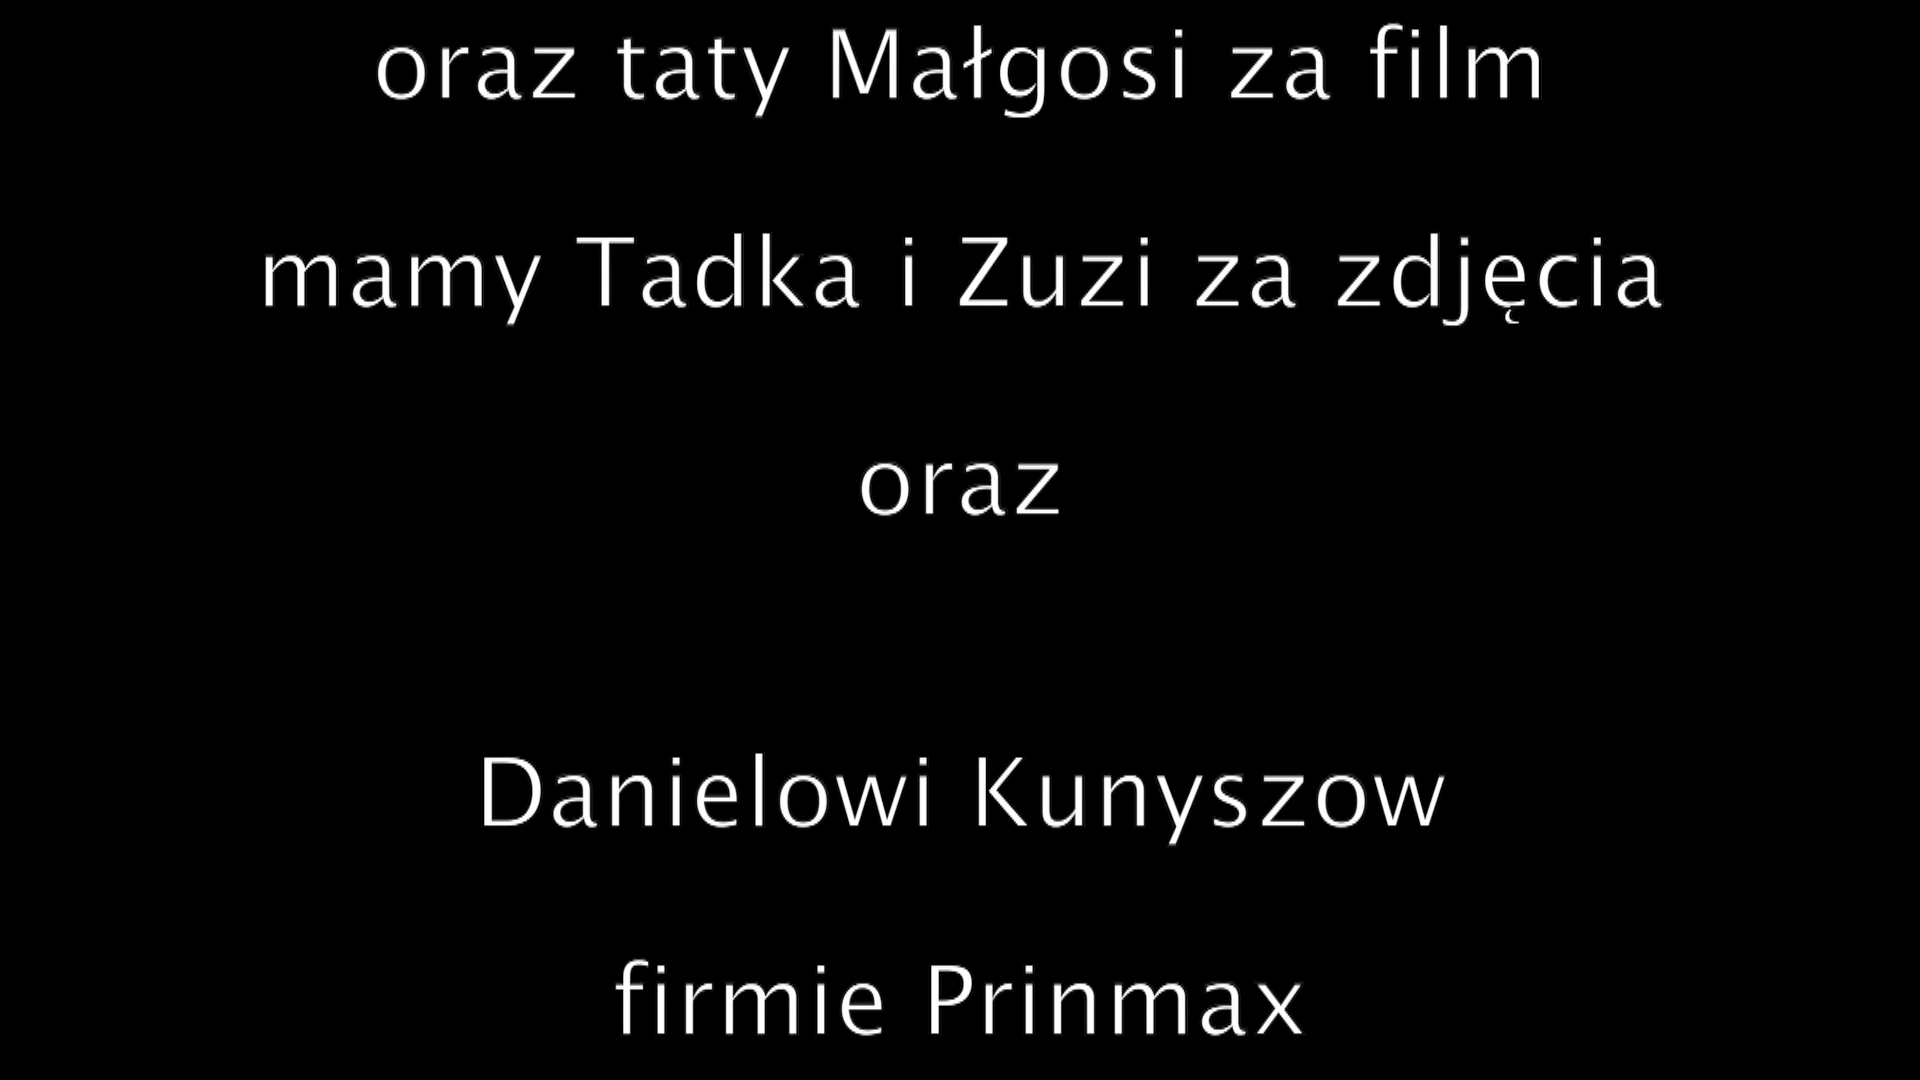 oraz taty Małgosi za film
mamy Tadka i Zuzi za zdjęcia
oraz
Danielowi Kunyszow
firmie Prinmax